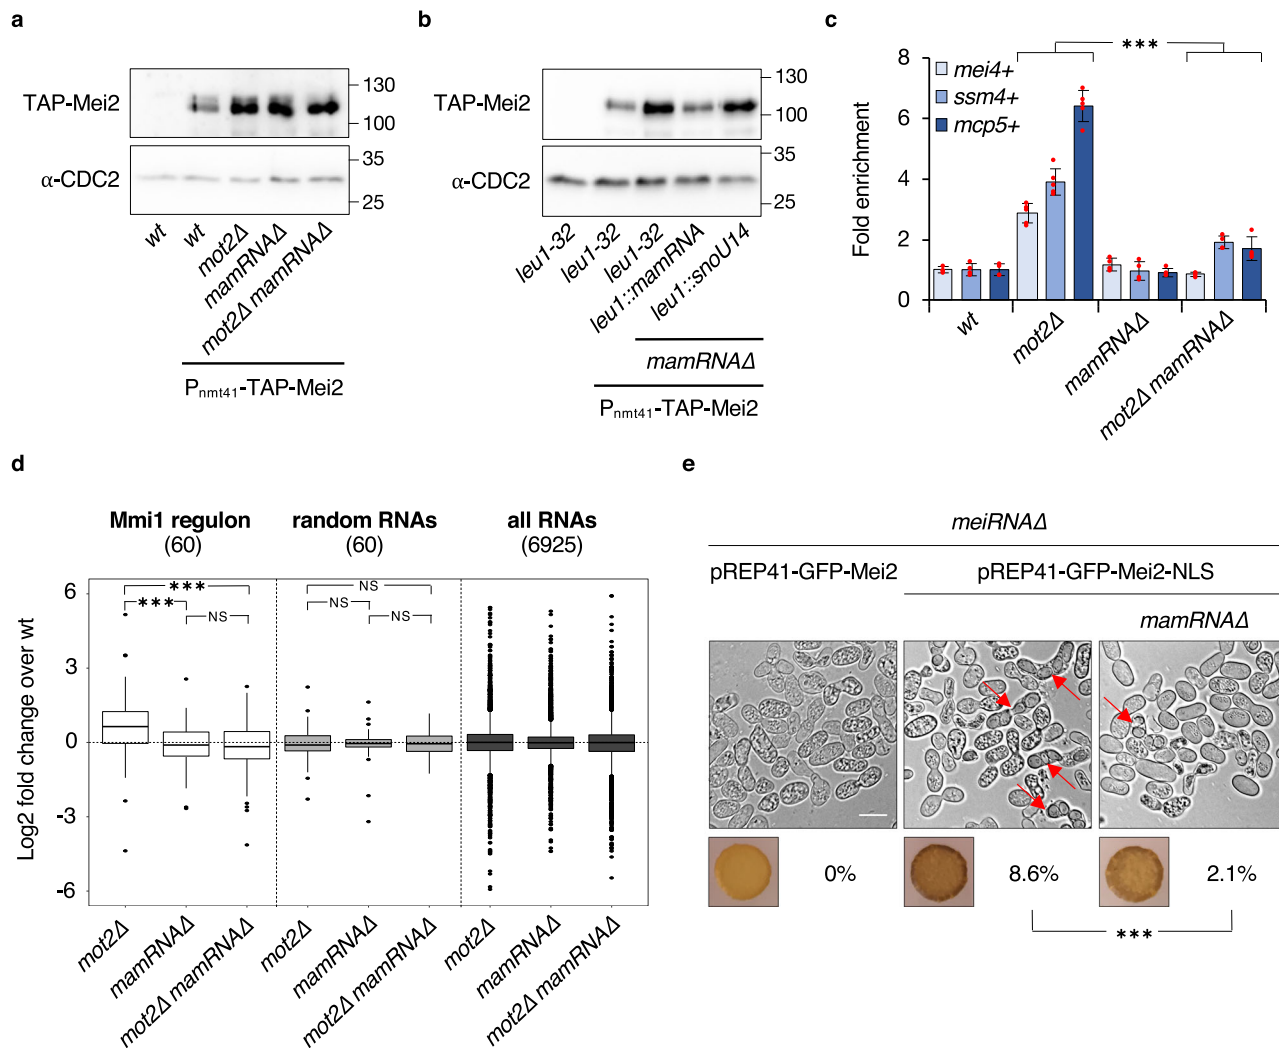 a
TAP-Mei2
130
100
α-CDC2
35
25
wt
wt
mot2Δ
mamRNAΔ
mot2Δ mamRNAΔ
Pnmt41-TAP-Mei2
b
TAP-Mei2
130
100
α-CDC2
35
25
leu1-32
leu1-32
leu1-32
leu1::mamRNA
leu1::snoU14
mamRNAΔ
Pnmt41-TAP-Mei2
c
Fold enrichment
8
6
4
2
0
mei4+
ssm4+
mcp5+
***
wt
mot2Δ
mamRNAΔ
mot2Δ mamRNAΔ
d
Mmi1 regulon
(60)
random RNAs
(60)
all RNAs
(6925)
Log2 fold change over wt
6
3
0
-3
-6
***
***
NS
NS
NS
NS
mot2Δ
mamRNAΔ
mot2Δ mamRNAΔ
mot2Δ
mamRNAΔ
mot2Δ mamRNAΔ
mot2Δ
mamRNAΔ
mot2Δ mamRNAΔ
e
meiRNAΔ
pREP41-GFP-Mei2
pREP41-GFP-Mei2-NLS
mamRNAΔ
0%
8.6%
2.1%
***